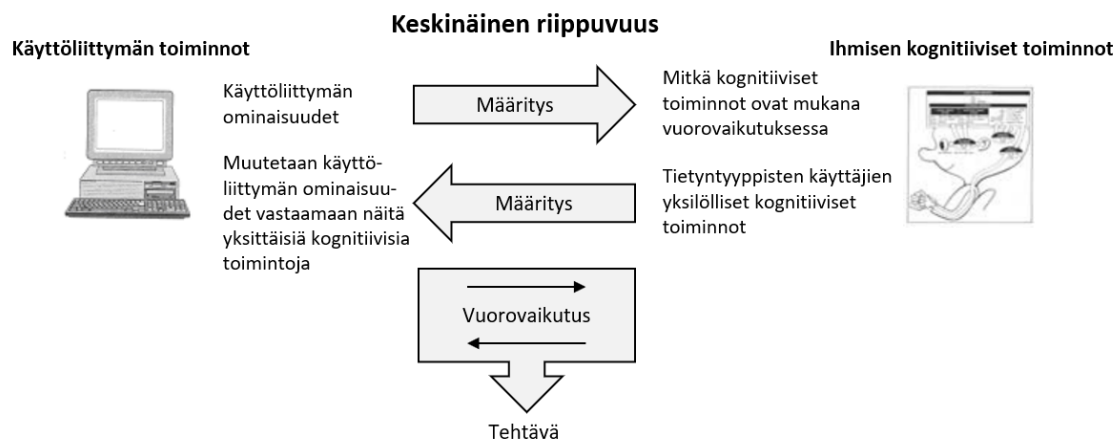 Keskinäinen riippuvuus
Käyttöliittymän toiminnot
Ihmisen kognitiiviset toiminnot
Käyttöliittymän
ominaisuudet
Määritys
Mitkä kognitiiviset
toiminnot ovat mukana
vuorovaikutuksessa
Muutetaan käyttö-
liittymän ominaisuu-
det vastaamaan näitä
yksittäisiä kognitiivisia
toimintoja
Määritys
Tietyntyyppisten käyttäjien
yksilölliset kognitiiviset
toiminnot
Vuorovaikutus
Tehtävä